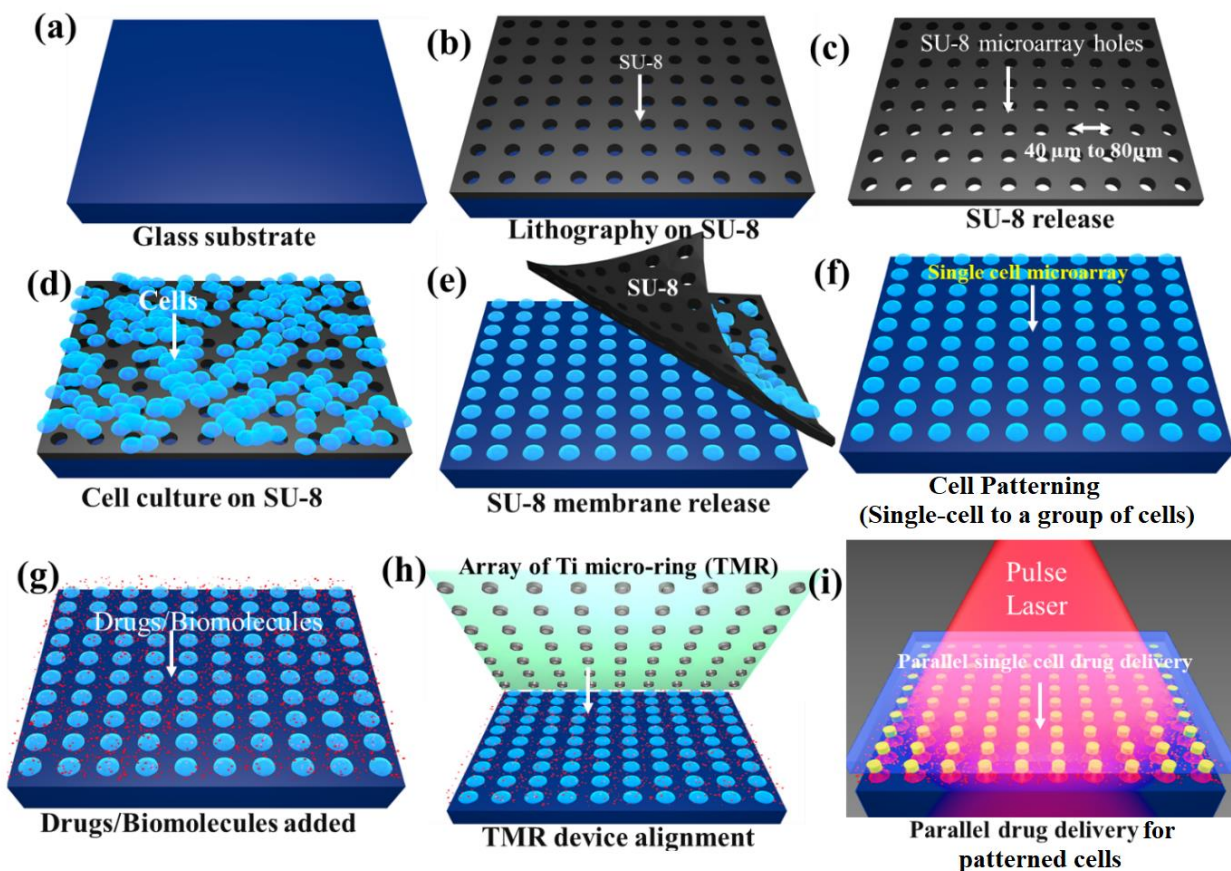 (a)
Glass substrate
(b)
SU-8
Lithography on SU-8
(c)
SU-8 microarray holes
40 µm to 80µm
SU-8 release
(d)
Cells
Cell culture on SU-8
(e)
SU-8
SU-8 membrane release
(f)
Single cell microarray
Cell Patterning
(Single-cell to a group of cells)
(g)
Drugs/Biomolecules
Drugs/Biomolecules added
(h)
Array of Ti micro-ring (TMR)
TMR device alignment
(i)
Pulse
Laser
Parallel single cell drug delivery
Parallel drug delivery for
patterned cells